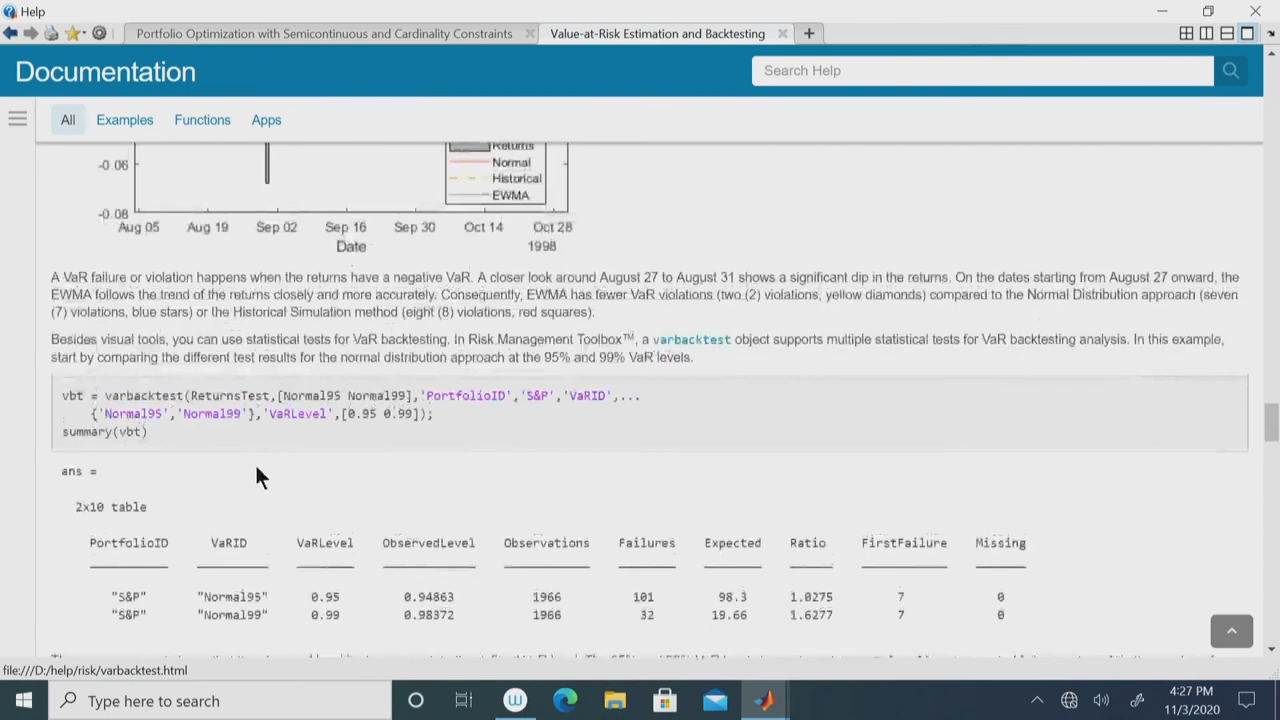 Help
Portfolio Optimization with Semicontinuous and Cardinality Constraints
Value-at-Risk Estimation and Backtesting
Documentation
Search Help
All Examples Functions Apps
Returns
-0.06
Normal
Historical
EWMA
-0.08
Aug 05 Aug 19 Sep 02 Sep 16 Sep 30 Oct 14 Oct 28
Date 1998
A VaR failure or violation happens when the returns have a negative VaR. A closer look around August 27 to August 31 shows a significant dip in the returns. On the dates starting from August 27 onward, the
EWMA follows the trend of the returns closely and more accurately. Consequently, EWMA has fewer VaR violations (two (2) violations, yellow diamonds) compared to the Normal Distribution approach (seven
(7) violations, blue stars) or the Historical Simulation method (eight (8) violations, red squares).
Besides visual tools, you can use statistical tests for VaR backtesting. In Risk Management Toolbox™, a varbacktest object supports multiple statistical tests for VaR backtesting analysis. In this example,
start by comparing the different test results for the normal distribution approach at the 95% and 99% VaR levels.
vbt = varbacktest(ReturnsTest,[Normal95 Normal99],'PortfolioID','S&P','VaRID',...
{'Normal95','Normal99'},'VaRLevel',[0.95 0.99]);
summary(vbt)
ans =
2x10 table
PortfolioID VaRID VaRLevel ObservedLevel Observations Failures Expected Ratio FirstFailure Missing
"S&P" "Normal95" 0.95 0.94863 1966 101 98.3 1.0275 7 0
"S&P" "Normal99" 0.99 0.98372 1966 32 19.66 1.6277 7 0
file:///D:/help/risk/varbacktest.html
Type here to search
4:27 PM
11/3/2020